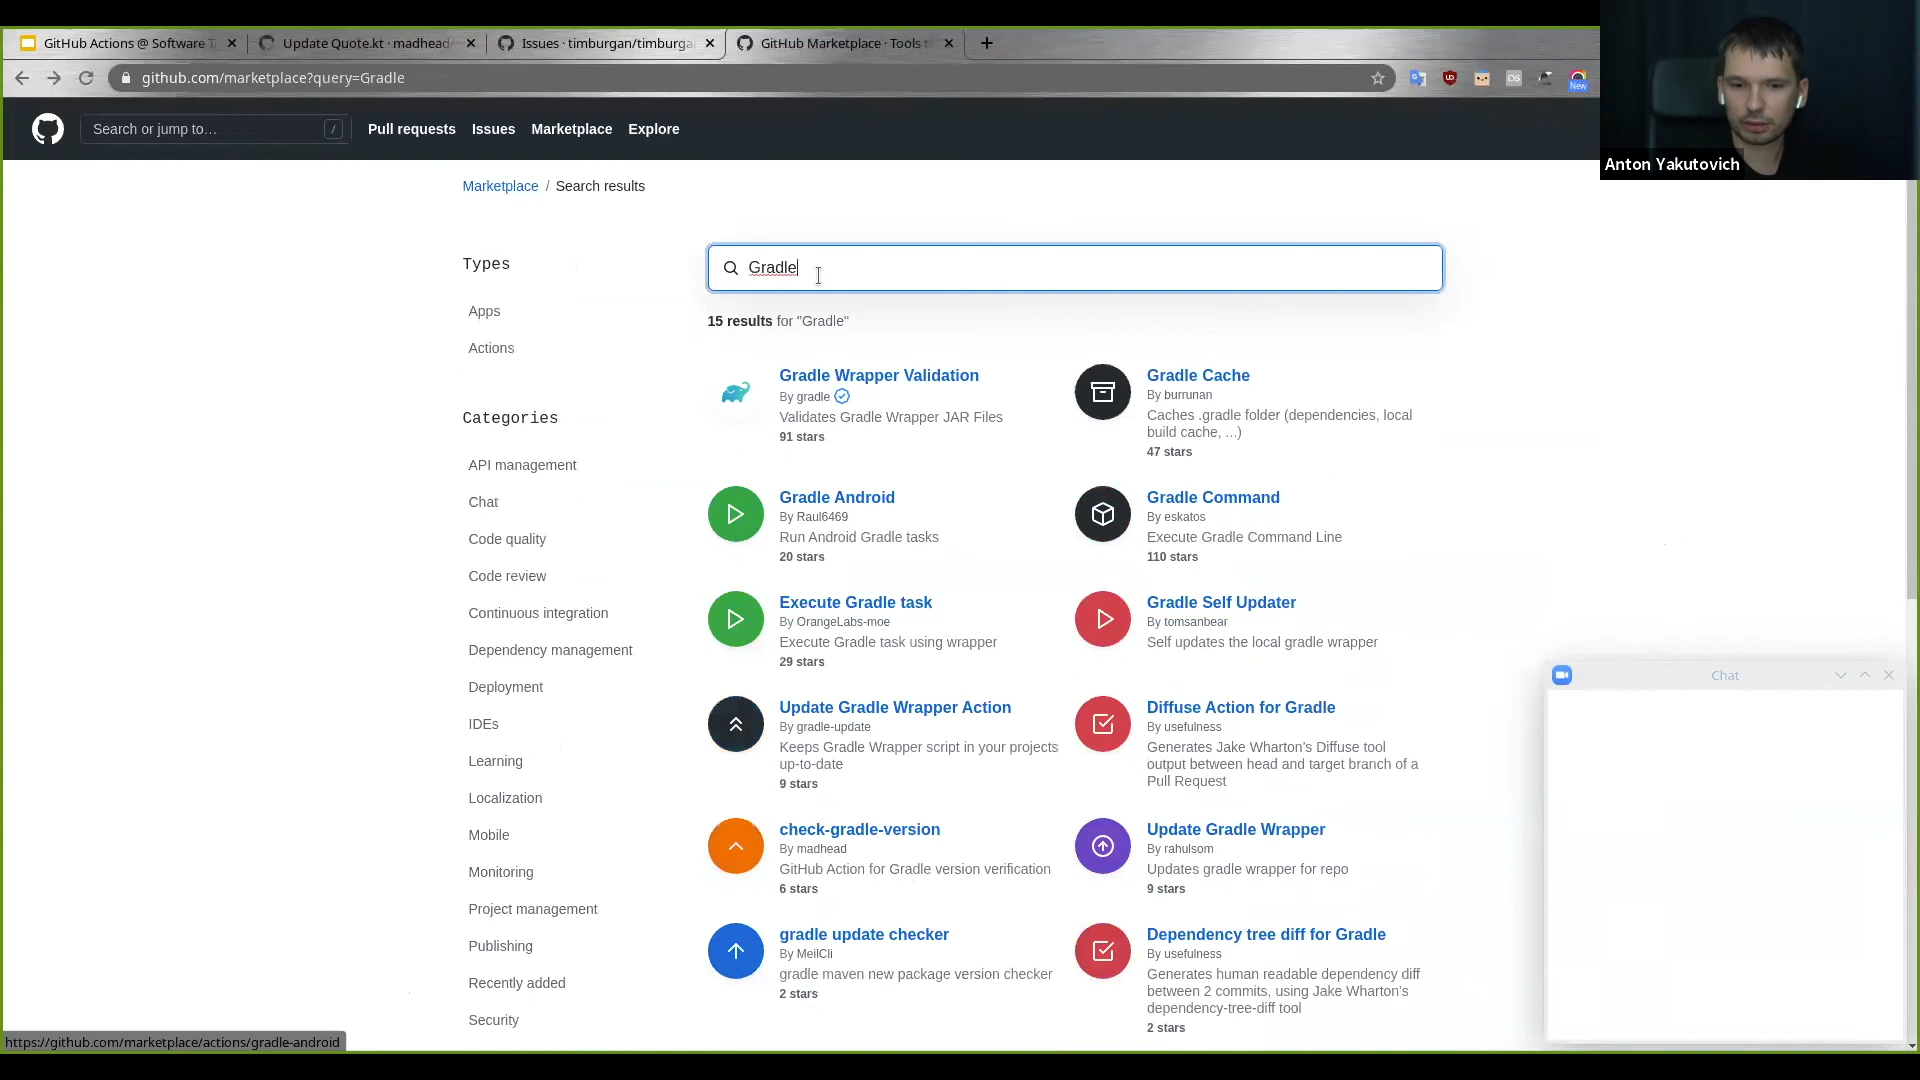 GitHub Actions @ Software T
Update Quote.kt · madhead/
Issues · timburgan/timburga
GitHub Marketplace · Tools t
github.com/marketplace?query=Gradle
New
Search or jump to…
/
Pull requests
Issues
Marketplace
Explore
Anton Yakutovich
Marketplace / Search results
Types
Apps
Actions
Categories
API management
Chat
Code quality
Code review
Continuous integration
Dependency management
Deployment
IDEs
Learning
Localization
Mobile
Monitoring
Project management
Publishing
Recently added
Security
Gradle
15 results for "Gradle"
Gradle Wrapper Validation
By gradle
Validates Gradle Wrapper JAR Files
91 stars
Gradle Cache
By burrunan
Caches .gradle folder (dependencies, local
build cache, ...)
47 stars
Gradle Android
By Raul6469
Run Android Gradle tasks
20 stars
Gradle Command
By eskatos
Execute Gradle Command Line
110 stars
Execute Gradle task
By OrangeLabs-moe
Execute Gradle task using wrapper
29 stars
Gradle Self Updater
By tomsanbear
Self updates the local gradle wrapper
Update Gradle Wrapper Action
By gradle-update
Keeps Gradle Wrapper script in your projects
up-to-date
9 stars
Diffuse Action for Gradle
By usefulness
Generates Jake Wharton's Diffuse tool
output between head and target branch of a
Pull Request
check-gradle-version
By madhead
GitHub Action for Gradle version verification
6 stars
Update Gradle Wrapper
By rahulsom
Updates gradle wrapper for repo
9 stars
gradle update checker
By MeilCli
gradle maven new package version checker
2 stars
Dependency tree diff for Gradle
By usefulness
Generates human readable dependency diff
between 2 commits, using Jake Wharton's
dependency-tree-diff tool
2 stars
Chat
https://github.com/marketplace/actions/gradle-android